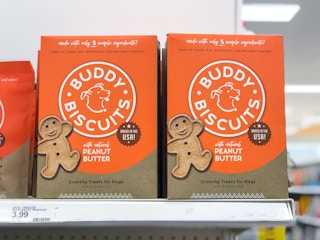 made with only 3 simple ingredients!
BUDDY
BISCUITS
BAKED IN THE
USA!
with natural
PEANUT
BUTTER
Crunchy Treats for Dogs
made with only 3 simple ingredients!
BUDDY
BISCUITS
BAKED IN THE
USA!
with natural
PEANUT
BUTTER
Crunchy Treats for Dogs
3.99